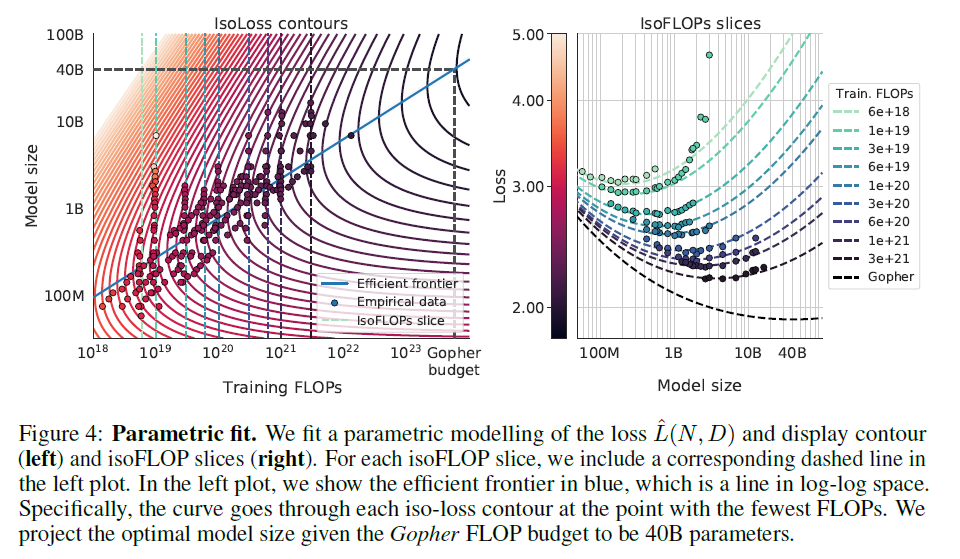 IsoLoss contours
100B
40B
10B
1B
100M
Model size
10^18
10^19
10^20
10^21
10^22
10^23
Gopher
budget
Training FLOPs
Efficient frontier
Empirical data
IsoFLOPs slice
IsoFLOPs slices
5.00
4.00
3.00
2.00
Loss
100M
1B
10B
40B
Model size
Train. FLOPs
6e+18
1e+19
3e+19
6e+19
1e+20
3e+20
6e+20
1e+21
3e+21
Gopher
Figure 4: Parametric fit. We fit a parametric modelling of the loss L̂(N, D) and display contour
(left) and isoFLOP slices (right). For each isoFLOP slice, we include a corresponding dashed line in
the left plot. In the left plot, we show the efficient frontier in blue, which is a line in log-log space.
Specifically, the curve goes through each iso-loss contour at the point with the fewest FLOPs. We
project the optimal model size given the Gopher FLOP budget to be 40B parameters.